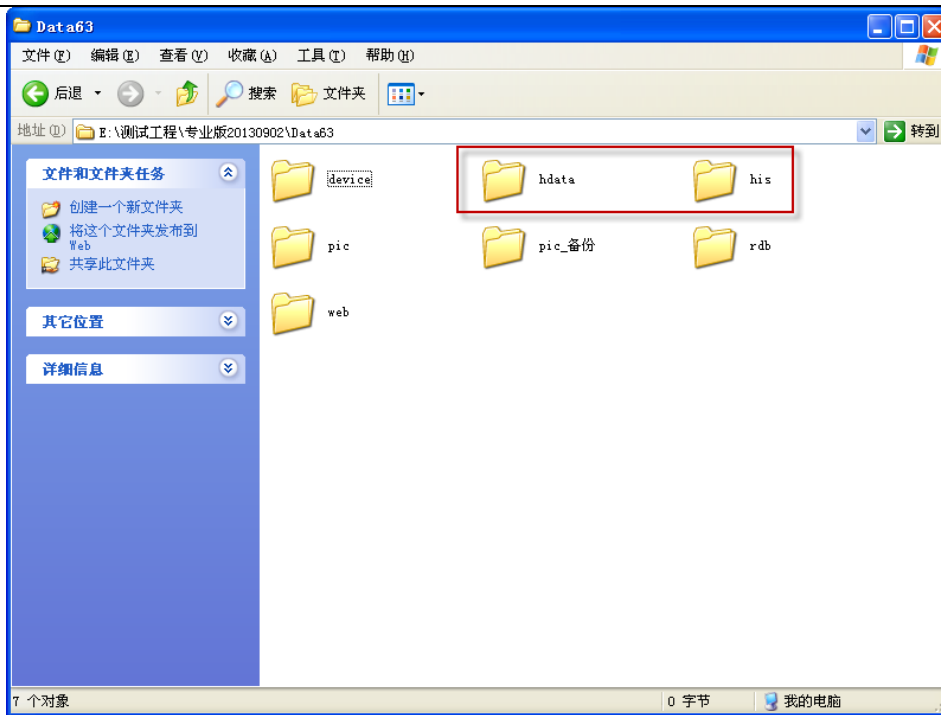 Data63
文件(F) 编辑(E) 查看(V) 收藏(A) 工具(T) 帮助(H)
后退 搜索 文件夹
地址(D) E:\测试工程\专业版20130902\Data63 转到
文件和文件夹任务
创建一个新文件夹
将这个文件夹发布到
Web
共享此文件夹
其它位置
详细信息
device hdata his
pic pic_备份 rdb
web
7 个对象 0 字节 我的电脑